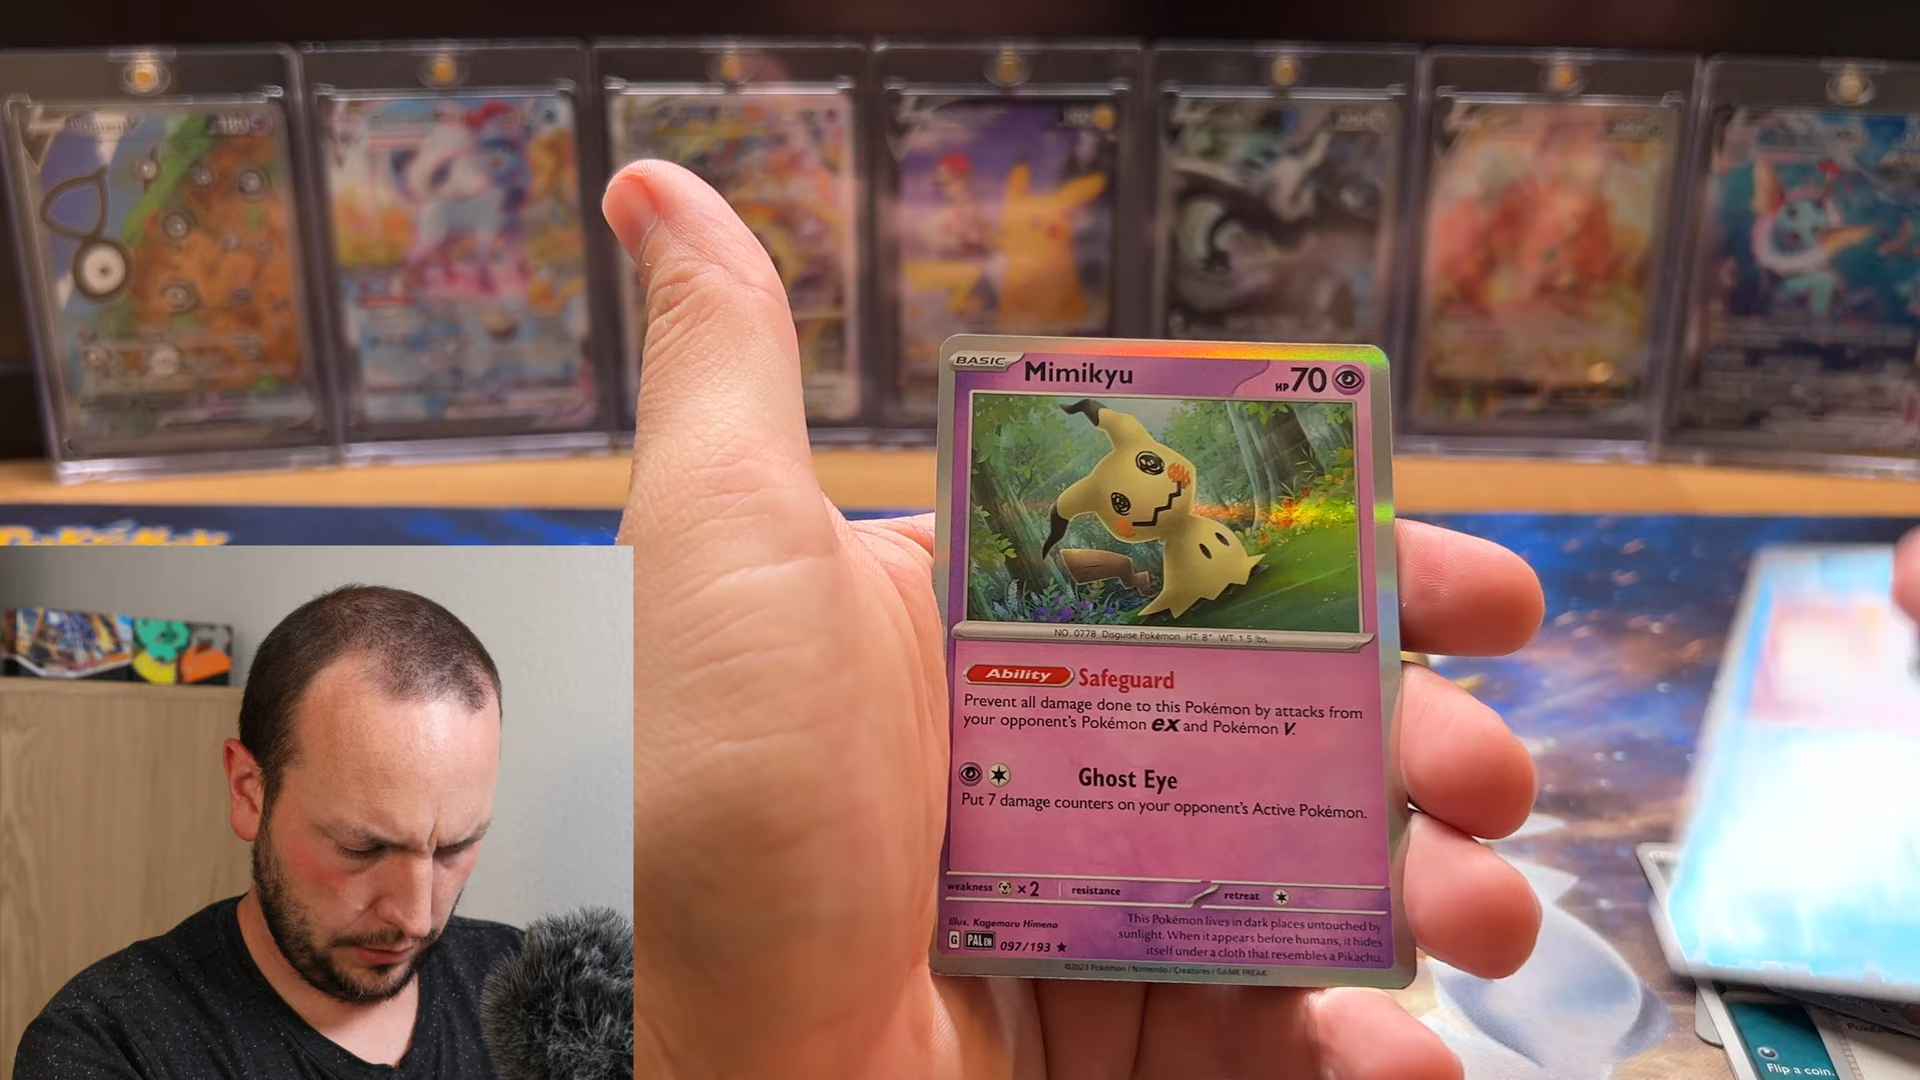 BASIC
Mimikyu
HP 70
NO. 0778 Disguise Pokémon HT: 8" WT: 1.5 lbs.
Ability Safeguard
Prevent all damage done to this Pokémon by attacks from
your opponent's Pokémon ex and Pokémon V.
Ghost Eye
Put 7 damage counters on your opponent's Active Pokémon.
weakness ×2 resistance retreat
Illus. Kagemaru Himeno
G PAL EN 097/193 ★
This Pokémon lives in dark places untouched by
sunlight. When it appears before humans, it hides
itself under a cloth that resembles a Pikachu.
©2023 Pokémon / Nintendo / Creatures / GAME FREAK
Flip a coin.